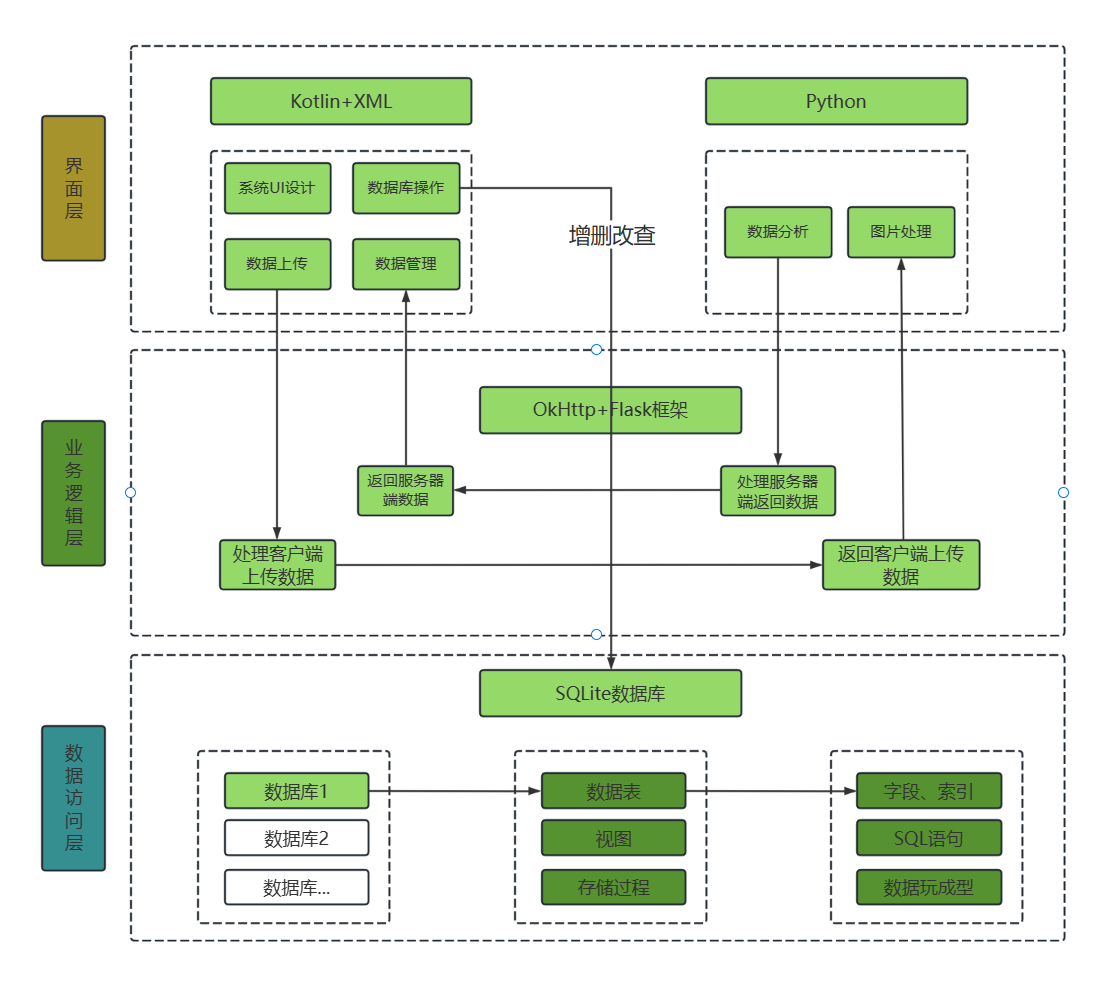 Kotlin+XML
Python
界
面
层
系统UI设计
数据库操作
数据上传
数据管理
增删改查
数据分析
图片处理
业
务
逻
辑
层
OkHttp+Flask框架
返回服务器
端数据
处理服务器
端返回数据
处理客户端
上传数据
返回客户端上传
数据
数
据
访
问
层
SQLite数据库
数据库1
数据表
字段、索引
数据库2
视图
SQL语句
数据库...
存储过程
数据玩成型